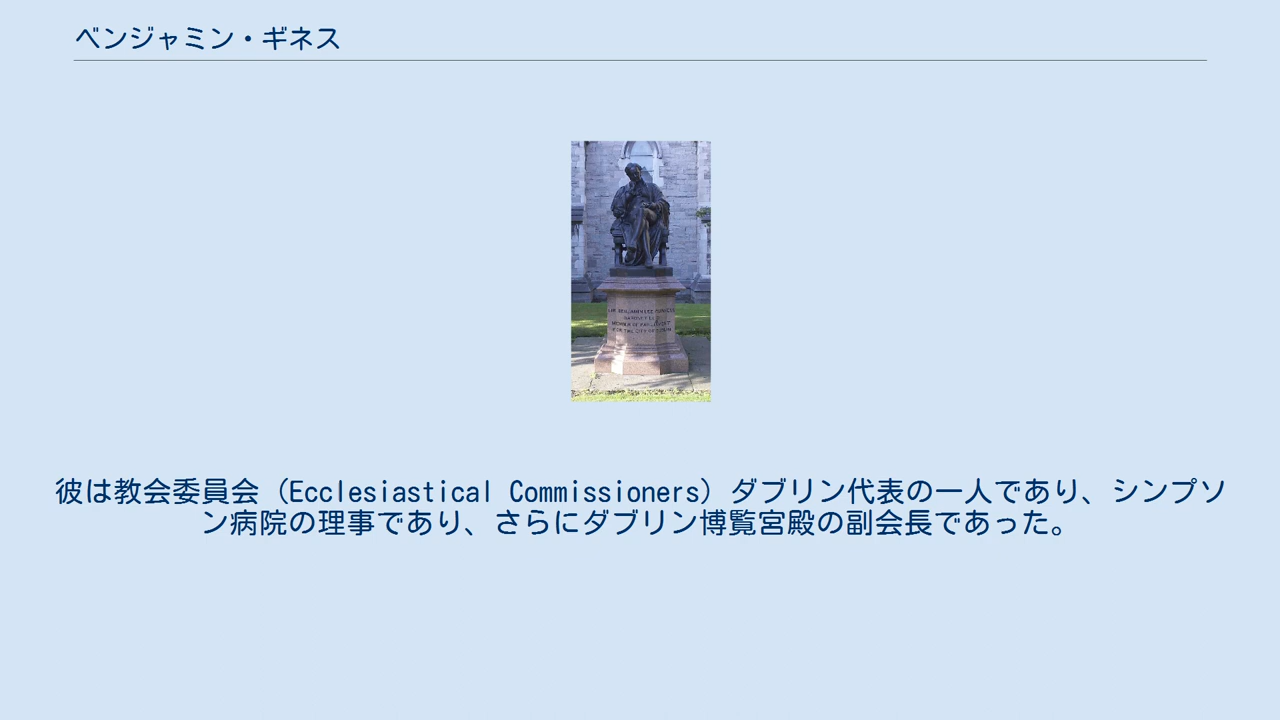 ベンジャミン・ギネス
彼は教会委員会（Ecclesiastical Commissioners）ダブリン代表の一人であり、シンプソ
ン病院の理事であり、さらにダブリン博覧宮殿の副会長であった。